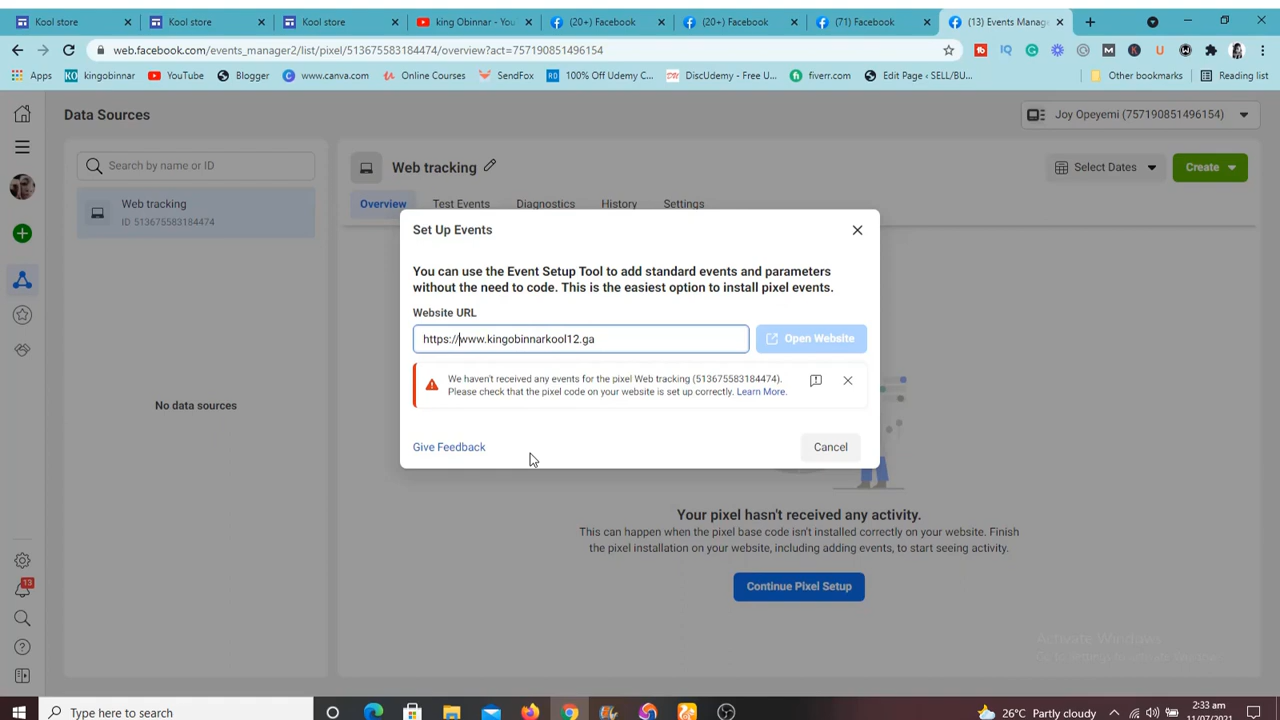 Kool store
Kool store
Kool store
king Obinnar - You
(20+) Facebook
(20+) Facebook
(71) Facebook
(13) Events Manag
web.facebook.com/events_manager2/list/pixel/513675583184474/overview?act=757190851496154
Apps
kingobinnar
YouTube
Blogger
www.canva.com
Online Courses
SendFox
100% Off Udemy C...
DiscUdemy - Free U...
fiverr.com
Edit Page ‹ SELL/BU...
Other bookmarks
Reading list
Data Sources
Joy Opeyemi (757190851496154)
Search by name or ID
Web tracking
ID 513675583184474
No data sources
Web tracking
Select Dates
Create
Overview
Test Events
Diagnostics
History
Settings
Set Up Events
You can use the Event Setup Tool to add standard events and parameters
without the need to code. This is the easiest option to install pixel events.
Website URL
https://www.kingobinnarkool12.ga
Open Website
We haven't received any events for the pixel Web tracking (513675583184474).
Please check that the pixel code on your website is set up correctly. Learn More.
Give Feedback
Cancel
Your pixel hasn't received any activity.
This can happen when the pixel base code isn't installed correctly on your website. Finish
the pixel installation on your website, including adding events, to start seeing activity.
Continue Pixel Setup
Activate Windows
13
Type here to search
26°C Partly cloudy
2:33 pm
11/07/2021